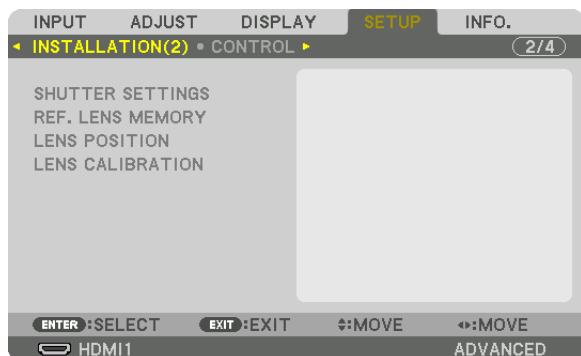 INPUT ADJUST DISPLAY SETUP INFO.
INSTALLATION(2) • CONTROL 2/4
SHUTTER SETTINGS
REF. LENS MEMORY
LENS POSITION
LENS CALIBRATION
ENTER :SELECT EXIT :EXIT :MOVE :MOVE
HDMI1 ADVANCED